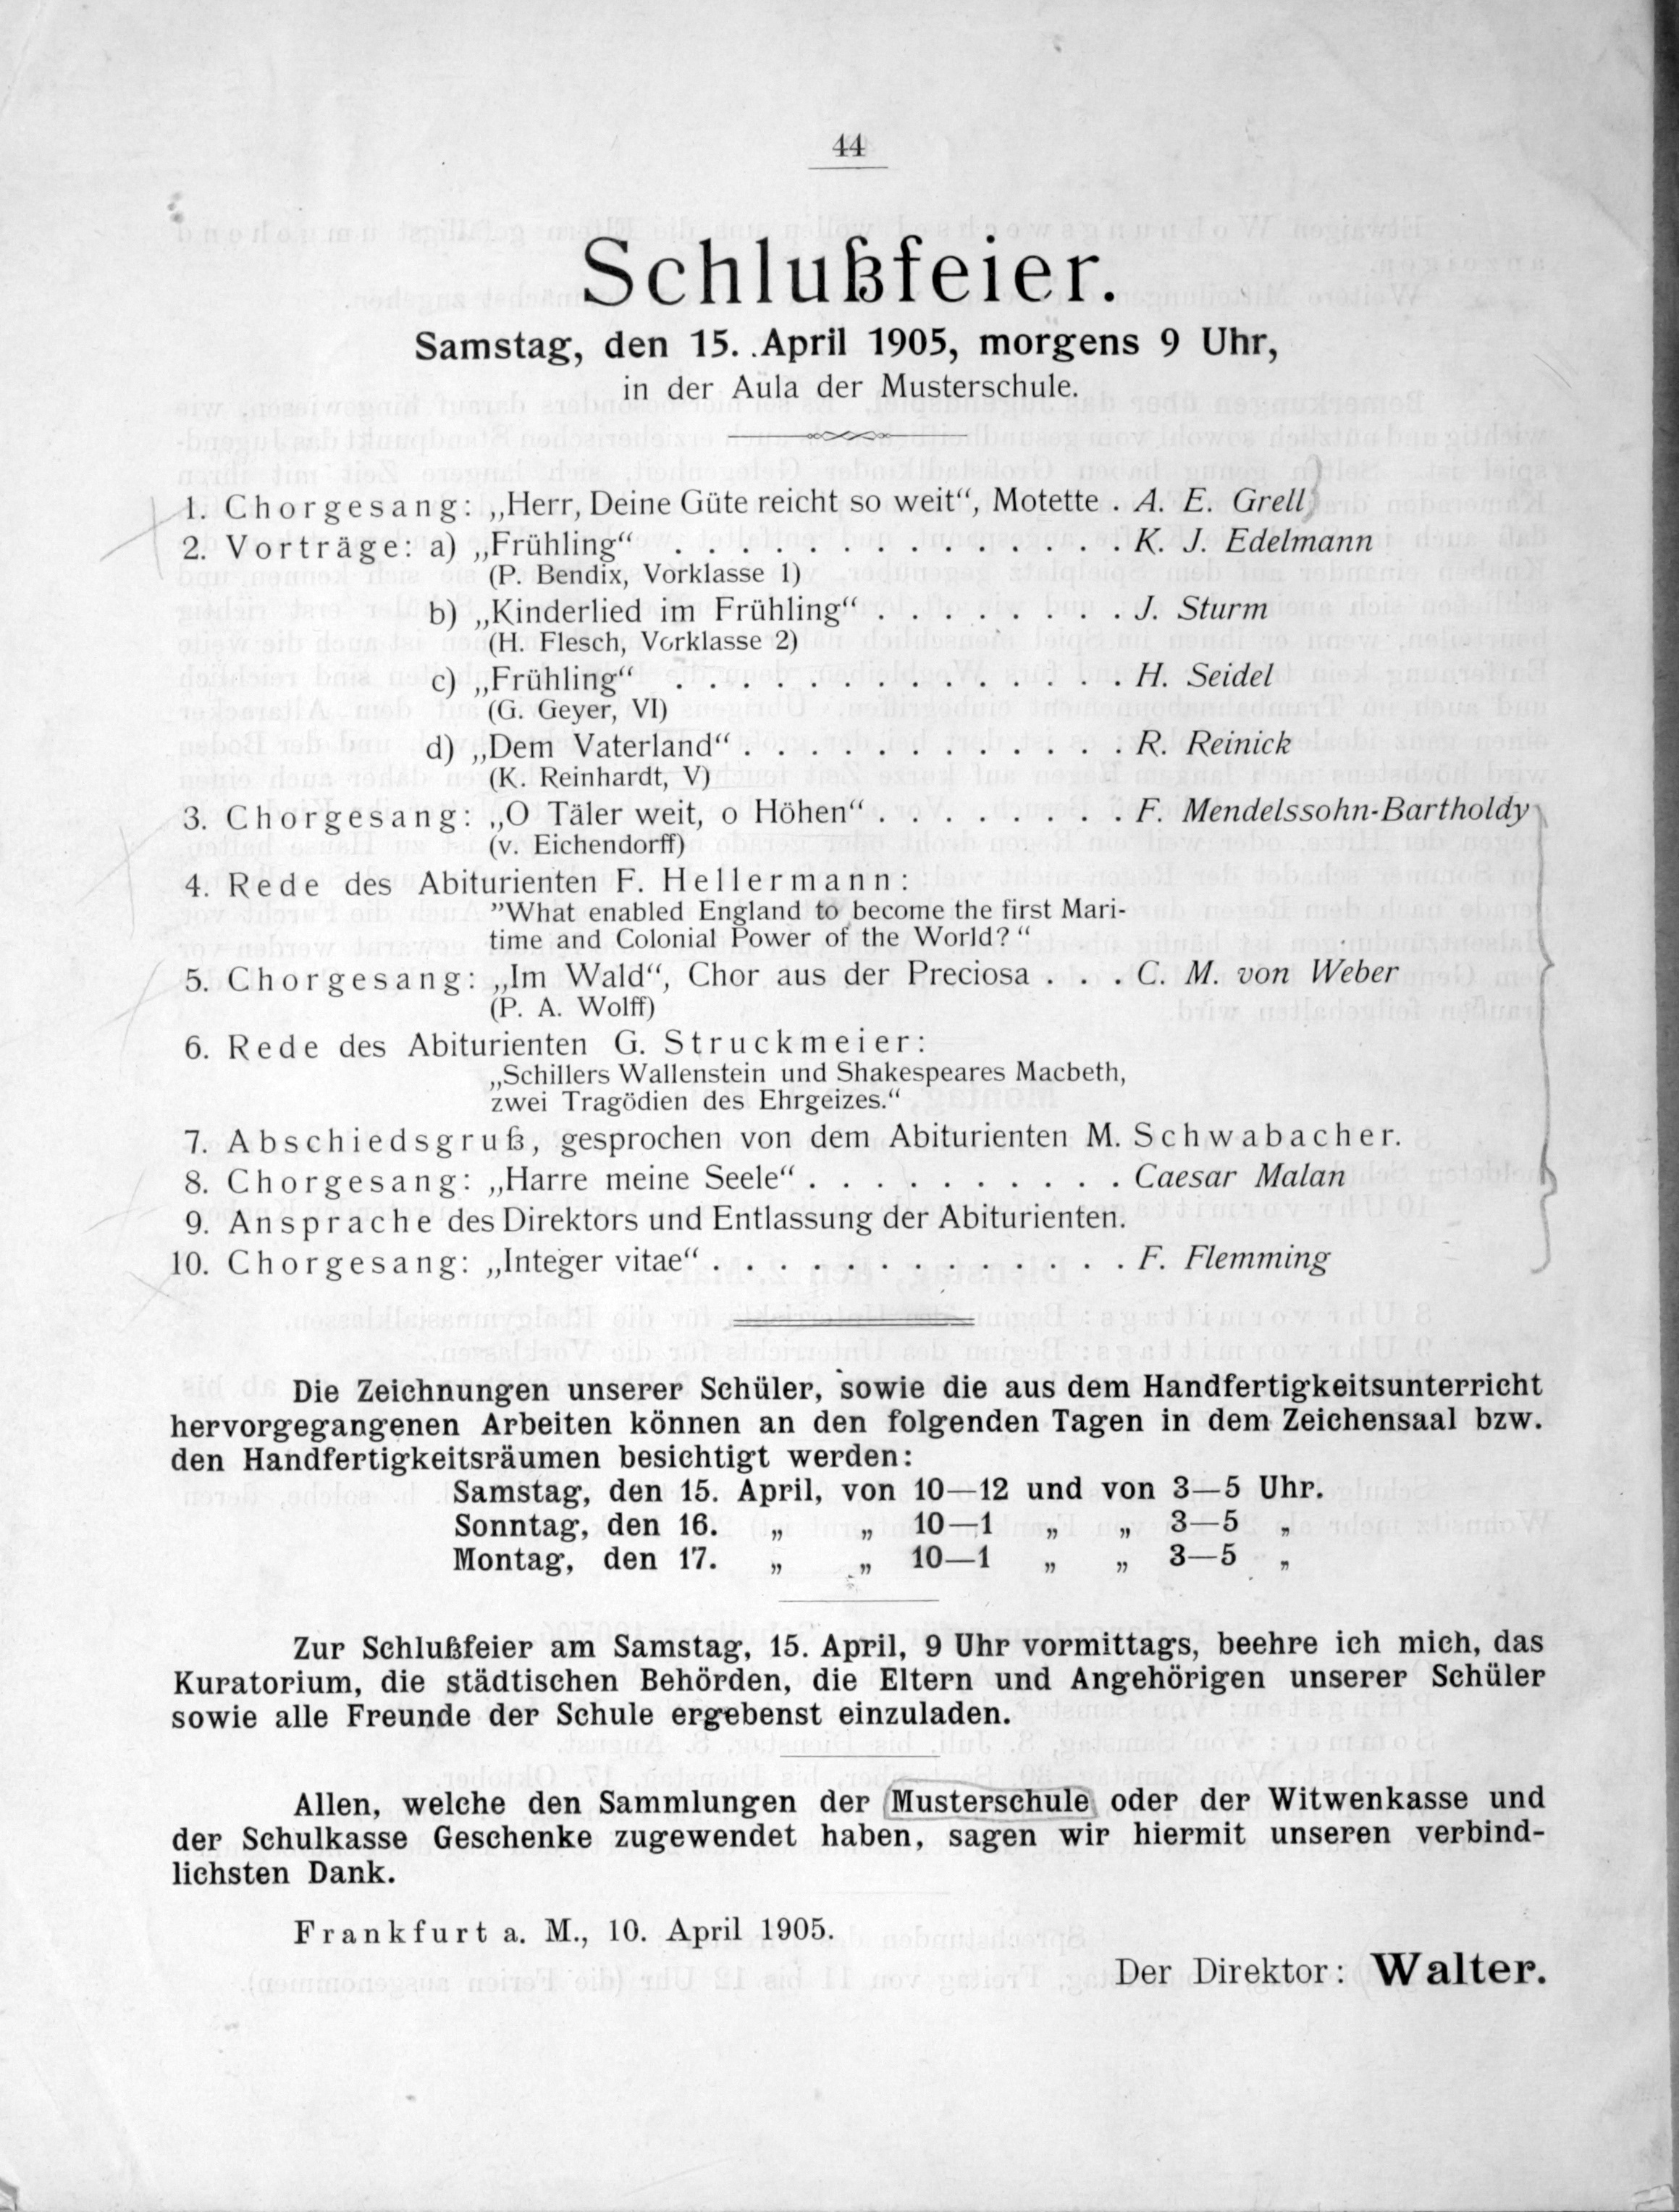 44
Schlußfeier.
Samstag, den 15. April 1905, morgens 9 Uhr,
in der Aula der Musterschule.
1. Chorgesang: „Herr, Deine Güte reicht so weit“, Motette . A. E. Grell
2. Vorträge: a) „Frühling“ . . . . . . . . . . . . . . K. J. Edelmann
(P. Bendix, Vorklasse 1)
b) „Kinderlied im Frühling“ . . . . . . . . J. Sturm
(H. Flesch, Vorklasse 2)
c) „Frühling“ . . . . . . . . . . . . . . H. Seidel
(G. Geyer, VI)
d) „Dem Vaterland“ . . . . . . . . . . . . R. Reinick
(K. Reinhardt, V)
3. Chorgesang: „O Täler weit, o Höhen“ . . . . . . . . F. Mendelssohn-Bartholdy
(v. Eichendorff)
4. Rede des Abiturienten F. Hellermann:
”What enabled England to become the first Mari-
time and Colonial Power of the World?“
5. Chorgesang: „Im Wald“, Chor aus der Preciosa . . . C. M. von Weber
(P. A. Wolff)
6. Rede des Abiturienten G. Struckmeier:
„Schillers Wallenstein und Shakespeares Macbeth,
zwei Tragödien des Ehrgeizes.“
7. Abschiedsgruß, gesprochen von dem Abiturienten M. Schwabacher.
8. Chorgesang: „Harre meine Seele“ . . . . . . . . . . Caesar Malan
9. Ansprache des Direktors und Entlassung der Abiturienten.
10. Chorgesang: „Integer vitae“ . . . . . . . . . . . . . F. Flemming
Die Zeichnungen unserer Schüler, sowie die aus dem Handfertigkeitsunterricht
hervorgegangenen Arbeiten können an den folgenden Tagen in dem Zeichensaal bzw.
den Handfertigkeitsräumen besichtigt werden:
Samstag, den 15. April, von 10—12 und von 3—5 Uhr.
Sonntag, den 16. „ „ 10—1 „ „ 3—5 „
Montag, den 17. „ „ 10—1 „ „ 3—5 „
Zur Schlußfeier am Samstag, 15. April, 9 Uhr vormittags, beehre ich mich, das
Kuratorium, die städtischen Behörden, die Eltern und Angehörigen unserer Schüler
sowie alle Freunde der Schule ergebenst einzuladen.
Allen, welche den Sammlungen der Musterschule oder der Witwenkasse und
der Schulkasse Geschenke zugewendet haben, sagen wir hiermit unseren verbind-
lichsten Dank.
Frankfurt a. M., 10. April 1905.
Der Direktor: Walter.